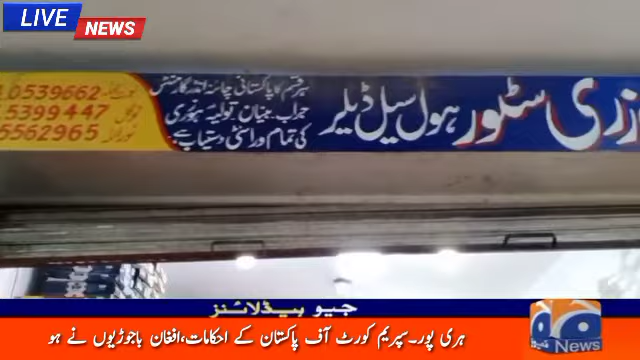 LIVE
NEWS
0539662
5399447
5562965
ہر قسم کا پاکستانی چائنہ انڈر گارمنٹس
جراب، بنیان، تولیہ، ہوزری
کی تمام ورائٹی دستیاب ہے۔
زری سٹور ہول سیل ڈیلر
جیو ہیڈلائنز
ہری پور۔سپریم کورٹ آف پاکستان کے احکامات،افغان باجوڑیوں نے ہو
News